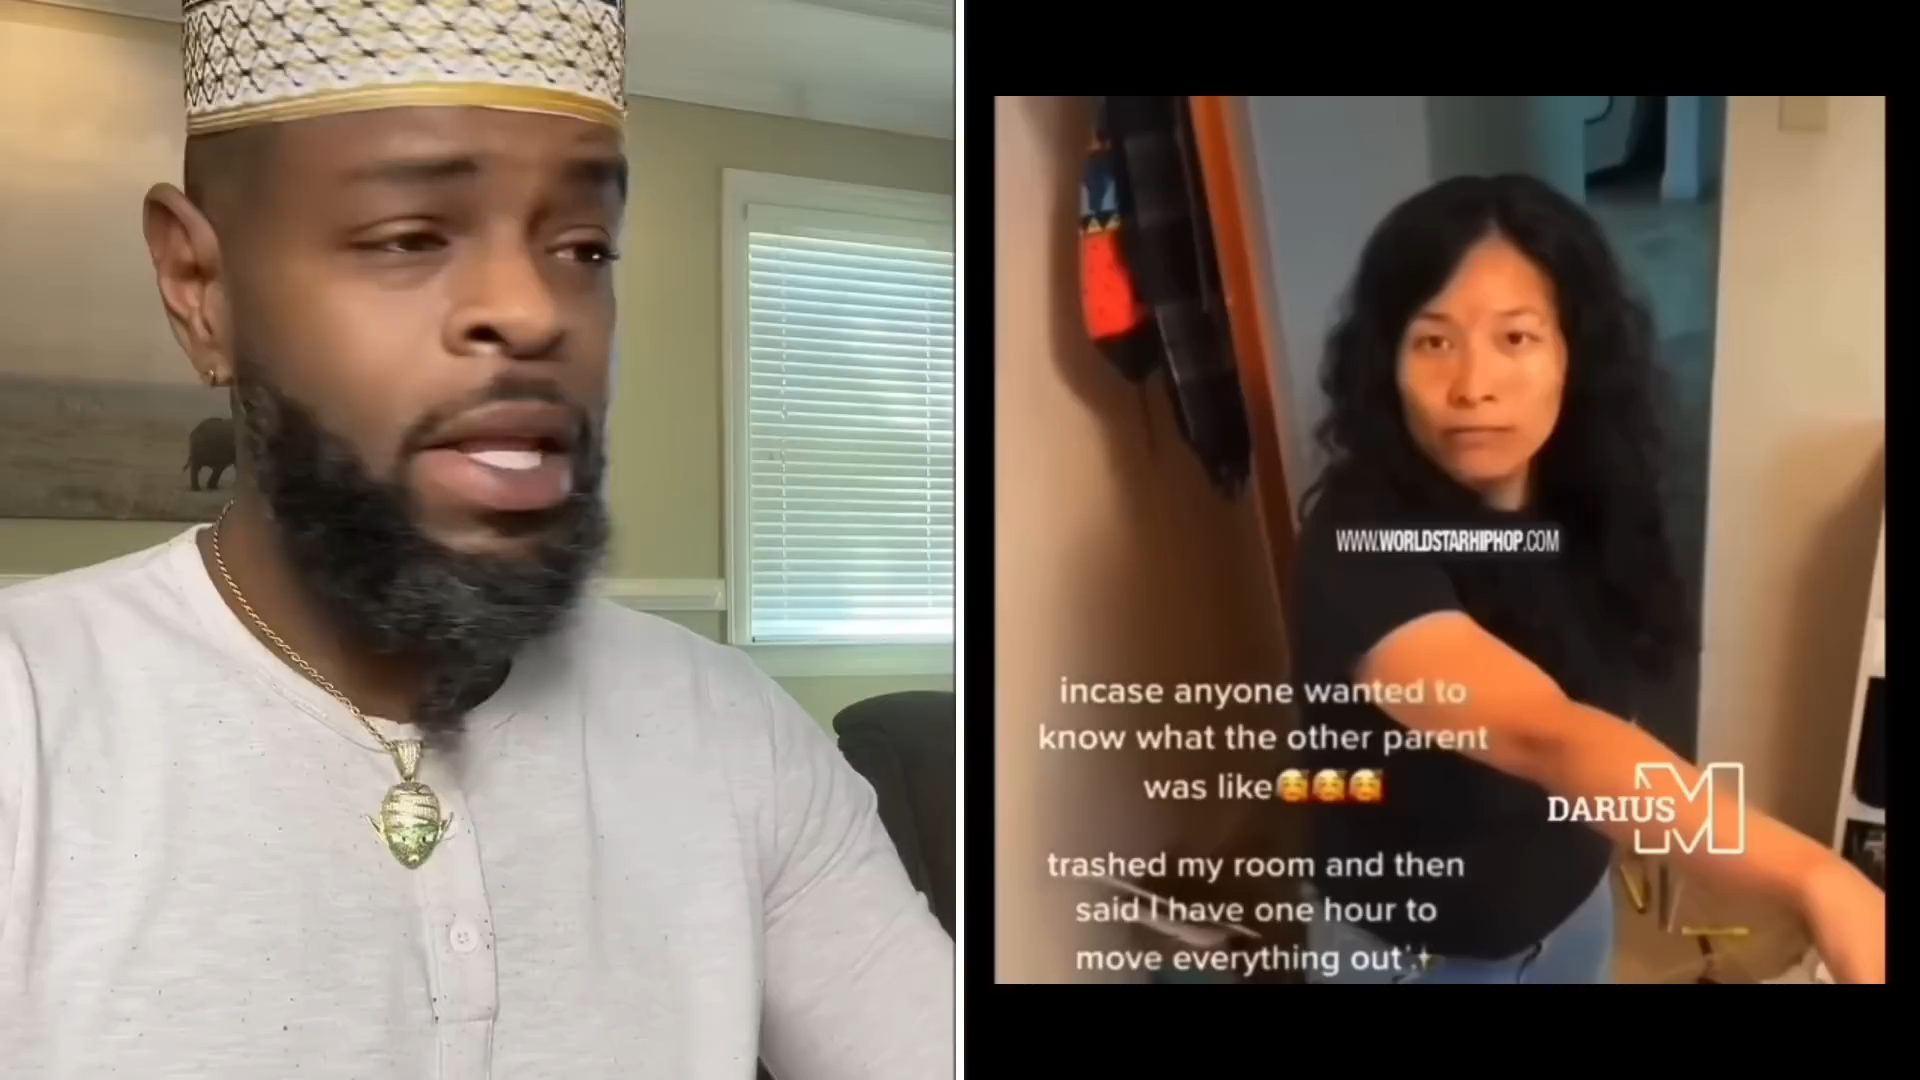 WWW.WORLDSTARHIPHOP.COM
incase anyone wanted to
know what the other parent
was like🥰🥰🥰
DARIUS M
trashed my room and then
said I have one hour to
move everything out✨